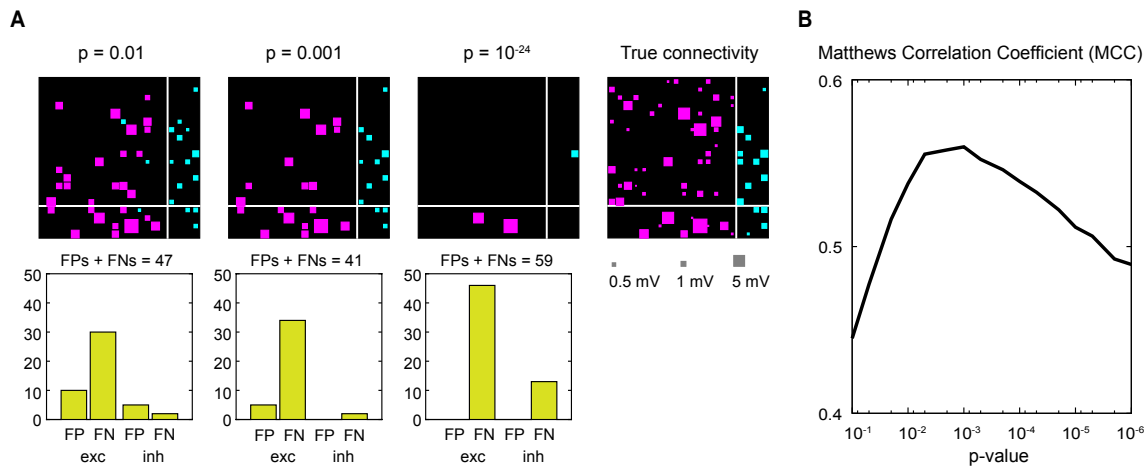 A
p = 0.01
p = 0.001
p = 10-24
True connectivity
0.5 mV
1 mV
5 mV
FPs + FNs = 47
50
40
30
20
10
0
FP FN FP FN
exc inh
FPs + FNs = 41
50
40
30
20
10
0
FP FN FP FN
exc inh
FPs + FNs = 59
50
40
30
20
10
0
FP FN FP FN
exc inh
B
Matthews Correlation Coefficient (MCC)
0.6
0.5
0.4
10-1 10-2 10-3 10-4 10-5 10-6
p-value